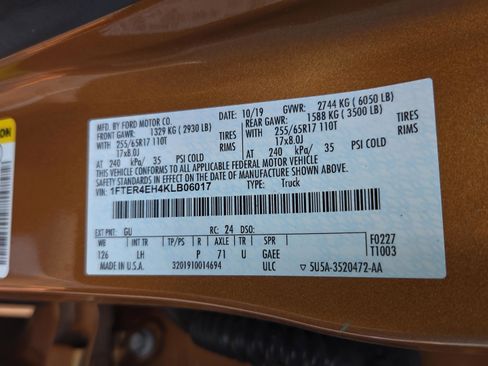 MFD. BY FORD MOTOR CO. 10/19 GVWR: 2744 KG ( 6050 LB)
FRONT GAWR: 1329 KG ( 2930 LB) REAR GAWR: 1588 KG ( 3500 LB)
WITH 255/65R17 110T TIRES WITH 255/65R17 110T TIRES
17x8.0J RIMS 17x8.0J RIMS
AT 240 kPa/ 35 PSI COLD AT 240 kPa/ 35 PSI COLD
THIS VEHICLE CONFORMS TO ALL APPLICABLE FEDERAL MOTOR VEHICLE
SAFETY STANDARDS IN EFFECT ON THE DATE OF MANUFACTURE SHOWN ABOVE.
VIN: 1FTER4EH4KLB06017 TYPE: Truck
EXT PNT: GU RC: 24 DSO:
WB INT TR TP/PS R AXLE TR SPR F0227
126 LH P 71 U GAEE T1003
MADE IN U.S.A. 3201910014694 ULC 5U5A-3520472-AA